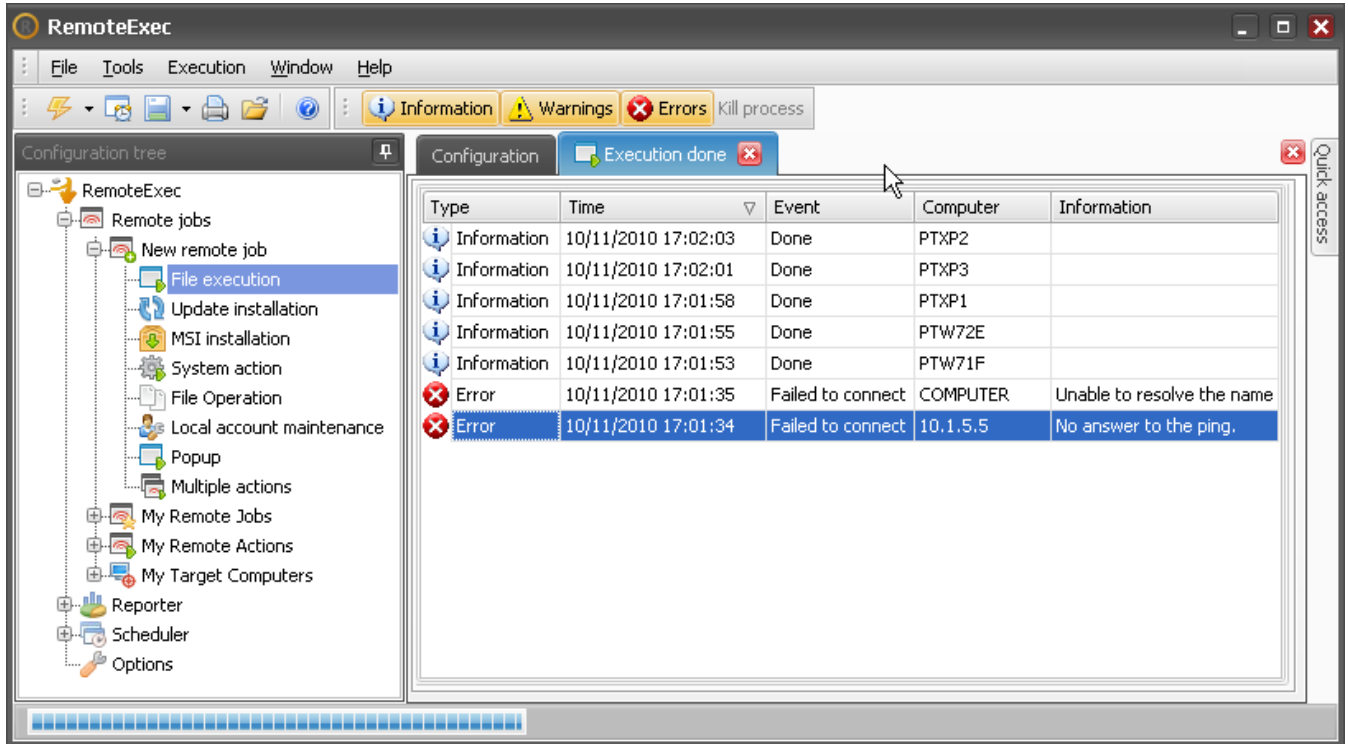 RemoteExec
File Tools Execution Window Help
Information Warnings Errors Kill process
Configuration tree
RemoteExec
Remote jobs
New remote job
File execution
Update installation
MSI installation
System action
File Operation
Local account maintenance
Popup
Multiple actions
My Remote Jobs
My Remote Actions
My Target Computers
Reporter
Scheduler
Options
Configuration Execution done
Type Time Event Computer Information
Information 10/11/2010 17:02:03 Done PTXP2
Information 10/11/2010 17:02:01 Done PTXP3
Information 10/11/2010 17:01:58 Done PTXP1
Information 10/11/2010 17:01:55 Done PTW72E
Information 10/11/2010 17:01:53 Done PTW71F
Error 10/11/2010 17:01:35 Failed to connect COMPUTER Unable to resolve the name
Error 10/11/2010 17:01:34 Failed to connect 10.1.5.5 No answer to the ping.
Quick access